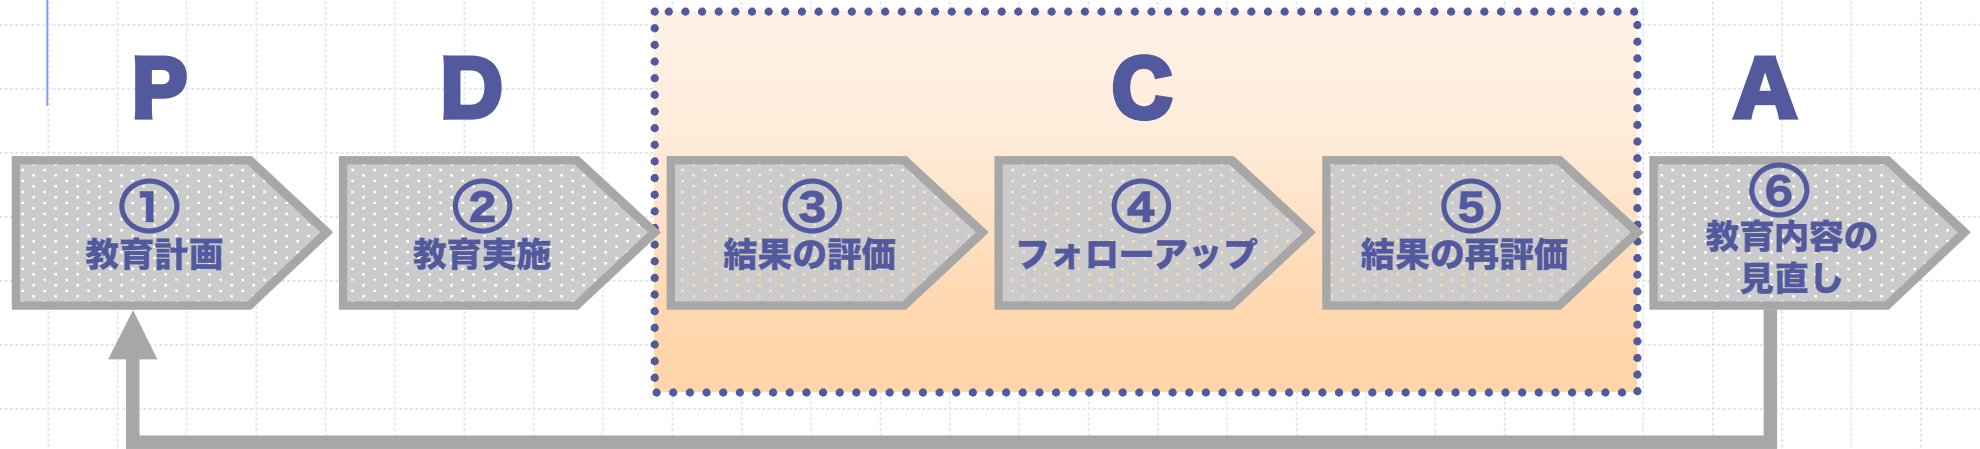 P
D
C
A
①
教育計画
②
教育実施
③
結果の評価
④
フォローアップ
⑤
結果の再評価
⑥
教育内容の
見直し